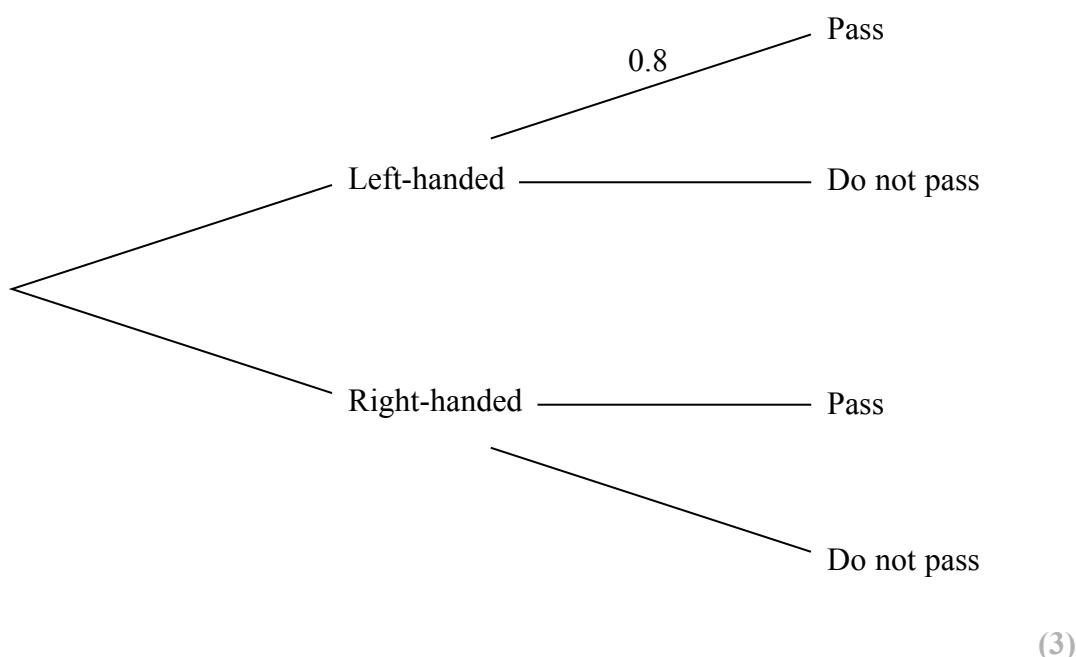 Pass
0.8
Left-handed
Do not pass
Right-handed
Pass
Do not pass
(3)